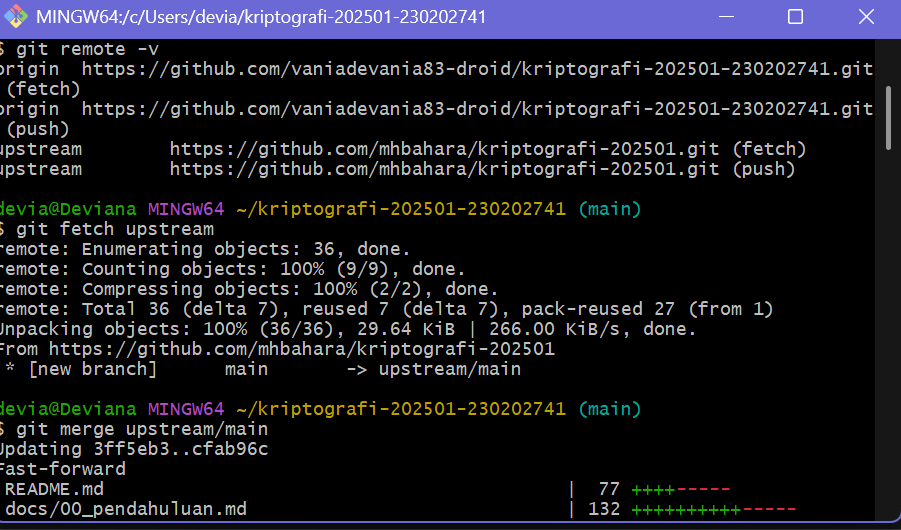 MINGW64:/c/Users/devia/kriptografi-202501-230202741
$ git remote -v
origin  https://github.com/vaniadevania83-droid/kriptografi-202501-230202741.git
 (fetch)
origin  https://github.com/vaniadevania83-droid/kriptografi-202501-230202741.git
 (push)
upstream        https://github.com/mhbahara/kriptografi-202501.git (fetch)
upstream        https://github.com/mhbahara/kriptografi-202501.git (push)
devia@Deviana MINGW64 ~/kriptografi-202501-230202741 (main)
$ git fetch upstream
remote: Enumerating objects: 36, done.
remote: Counting objects: 100% (9/9), done.
remote: Compressing objects: 100% (2/2), done.
remote: Total 36 (delta 7), reused 7 (delta 7), pack-reused 27 (from 1)
Unpacking objects: 100% (36/36), 29.64 KiB | 266.00 KiB/s, done.
From https://github.com/mhbahara/kriptografi-202501
 * [new branch]      main       -> upstream/main
devia@Deviana MINGW64 ~/kriptografi-202501-230202741 (main)
$ git merge upstream/main
Updating 3ff5eb3..cfab96c
Fast-forward
 README.md                                          |  77 ++++-----
 docs/00_pendahuluan.md                             | 132 ++++++++++-----